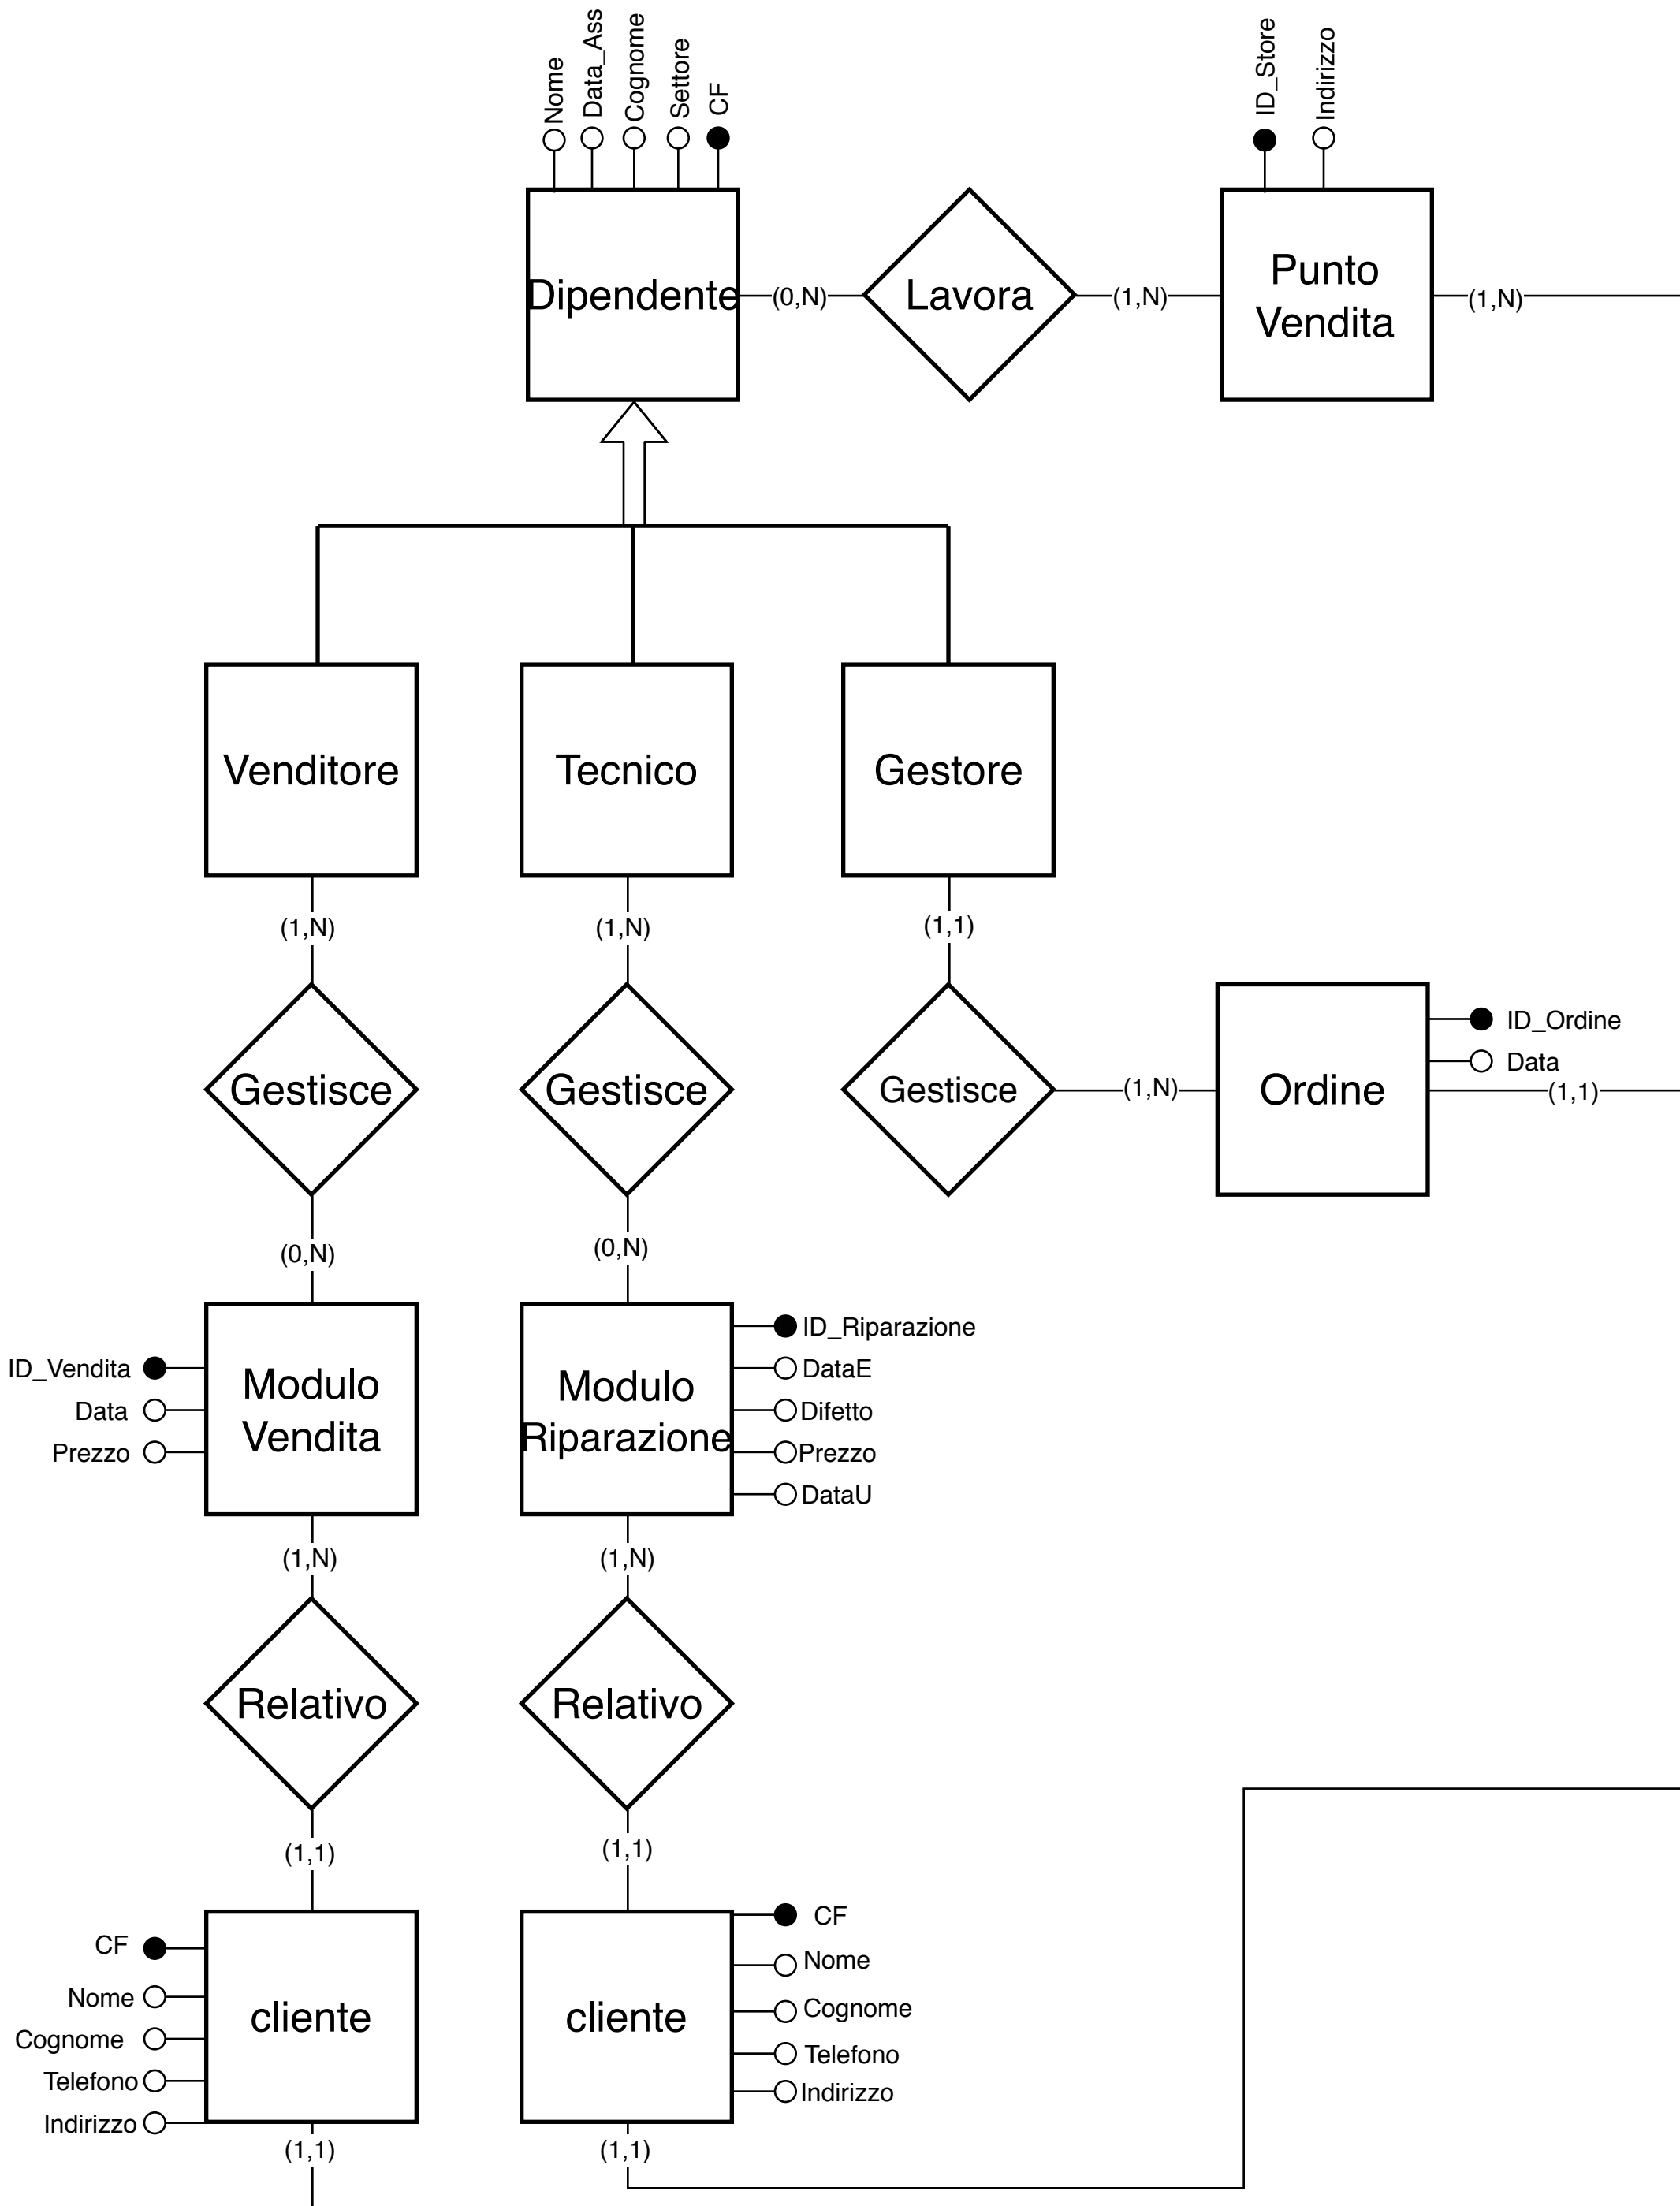 Nome
Data_Ass
Cognome
Settore
CF
ID_Store
Indirizzo
Dipendente
(0,N)
Lavora
(1,N)
Punto
Vendita
(1,N)
Venditore
Tecnico
Gestore
(1,N)
(1,N)
(1,1)
Gestisce
Gestisce
Gestisce
(1,N)
Ordine
ID_Ordine
Data
(1,1)
(0,N)
(0,N)
ID_Vendita
Data
Prezzo
Modulo
Vendita
Modulo
Riparazione
ID_Riparazione
DataE
Difetto
Prezzo
DataU
(1,N)
(1,N)
Relativo
Relativo
(1,1)
(1,1)
CF
Nome
Cognome
Telefono
Indirizzo
cliente
cliente
CF
Nome
Cognome
Telefono
Indirizzo
(1,1)
(1,1)